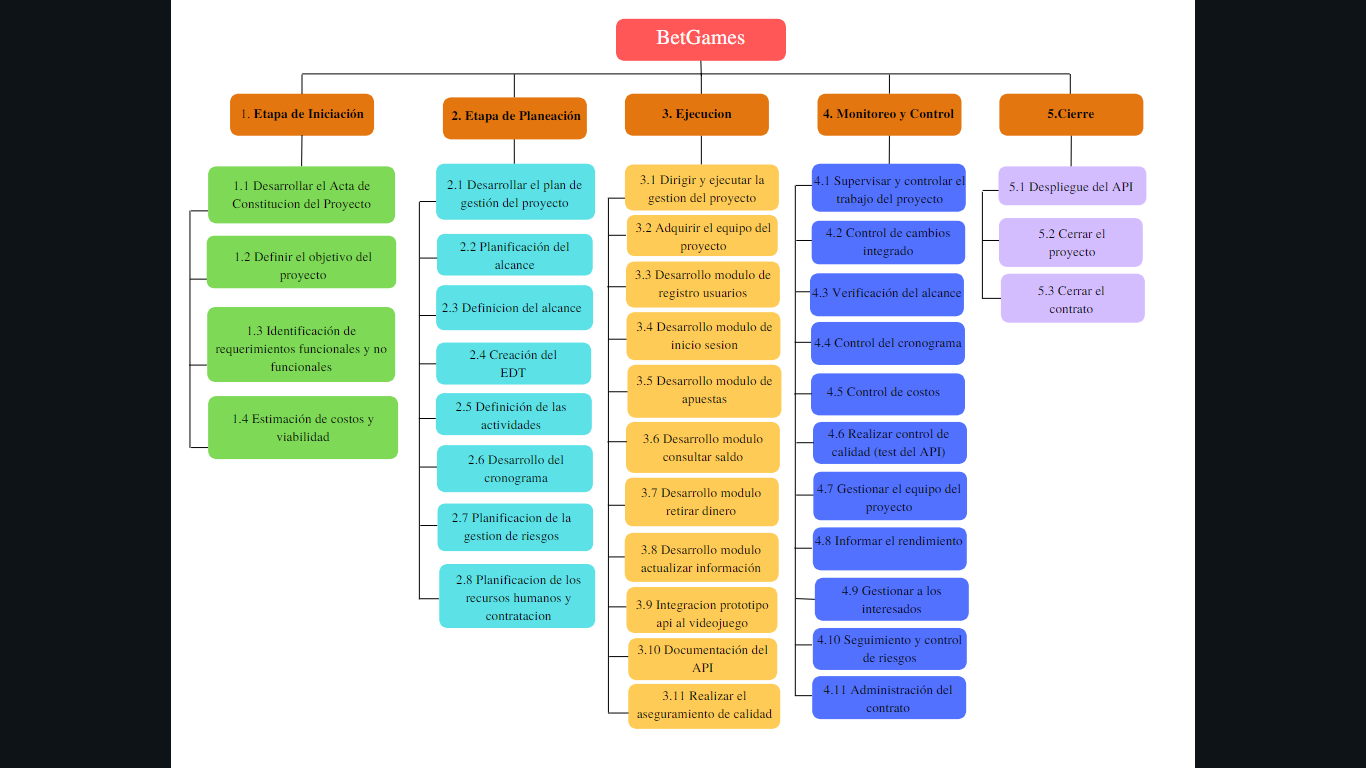 BetGames
1. Etapa de Iniciación
1.1 Desarrollar el Acta de
Constitucion del Proyecto
1.2 Definir el objetivo del
proyecto
1.3 Identificación de
requerimientos funcionales y no
funcionales
1.4 Estimación de costos y
viabilidad
2. Etapa de Planeación
2.1 Desarrollar el plan de
gestión del proyecto
2.2 Planificación del
alcance
2.3 Definicion del alcance
2.4 Creación del
EDT
2.5 Definición de las
actividades
2.6 Desarrollo del
cronograma
2.7 Planificacion de la
gestion de riesgos
2.8 Planificacion de los
recursos humanos y
contratacion
3. Ejecucion
3.1 Dirigir y ejecutar la
gestion del proyecto
3.2 Adquirir el equipo del
proyecto
3.3 Desarrollo modulo de
registro usuarios
3.4 Desarrollo modulo de
inicio sesion
3.5 Desarrollo modulo de
apuestas
3.6 Desarrollo modulo
consultar saldo
3.7 Desarrollo modulo
retirar dinero
3.8 Desarrollo modulo
actualizar información
3.9 Integracion prototipo
api al videojuego
3.10 Documentación del
API
3.11 Realizar el
aseguramiento de calidad
4. Monitoreo y Control
4.1 Supervisar y controlar el
trabajo del proyecto
4.2 Control de cambios
integrado
4.3 Verificación del alcance
4.4 Control del cronograma
4.5 Control de costos
4.6 Realizar control de
calidad (test del API)
4.7 Gestionar el equipo del
proyecto
4.8 Informar el rendimiento
4.9 Gestionar a los
interesados
4.10 Seguimiento y control
de riesgos
4.11 Administración del
contrato
5.Cierre
5.1 Despliegue del API
5.2 Cerrar el
proyecto
5.3 Cerrar el
contrato